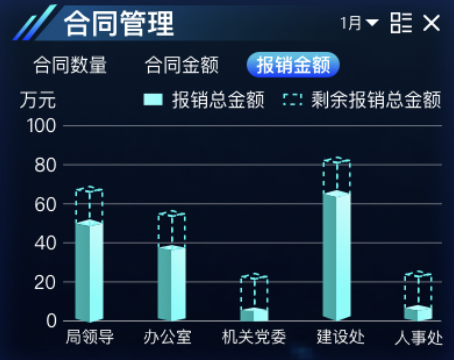 合同管理
1月
合同数量 合同金额 报销金额
万元 报销总金额 剩余报销总金额
100
80
60
40
20
0
局领导 办公室 机关党委 建设处 人事处